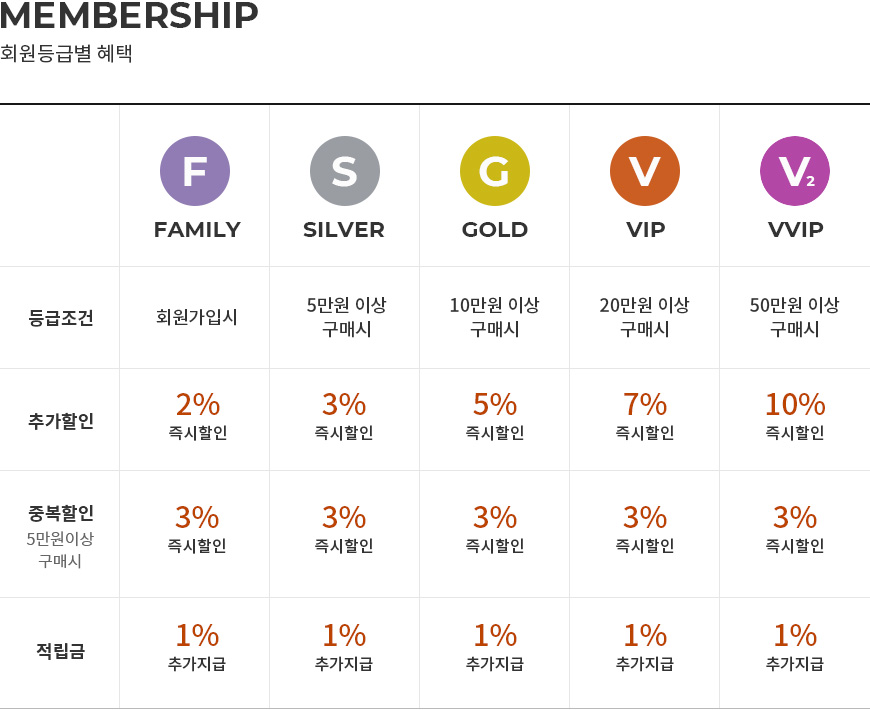 MEMBERSHIP
회원등급별 혜택
F S G V V2
FAMILY SILVER GOLD VIP VVIP
등급조건
회원가입시
5만원 이상
구매시
10만원 이상
구매시
20만원 이상
구매시
50만원 이상
구매시
추가할인
2%
즉시할인
3%
즉시할인
5%
즉시할인
7%
즉시할인
10%
즉시할인
중복할인
5만원이상
구매시
3%
즉시할인
3%
즉시할인
3%
즉시할인
3%
즉시할인
3%
즉시할인
적립금
1%
추가지급
1%
추가지급
1%
추가지급
1%
추가지급
1%
추가지급